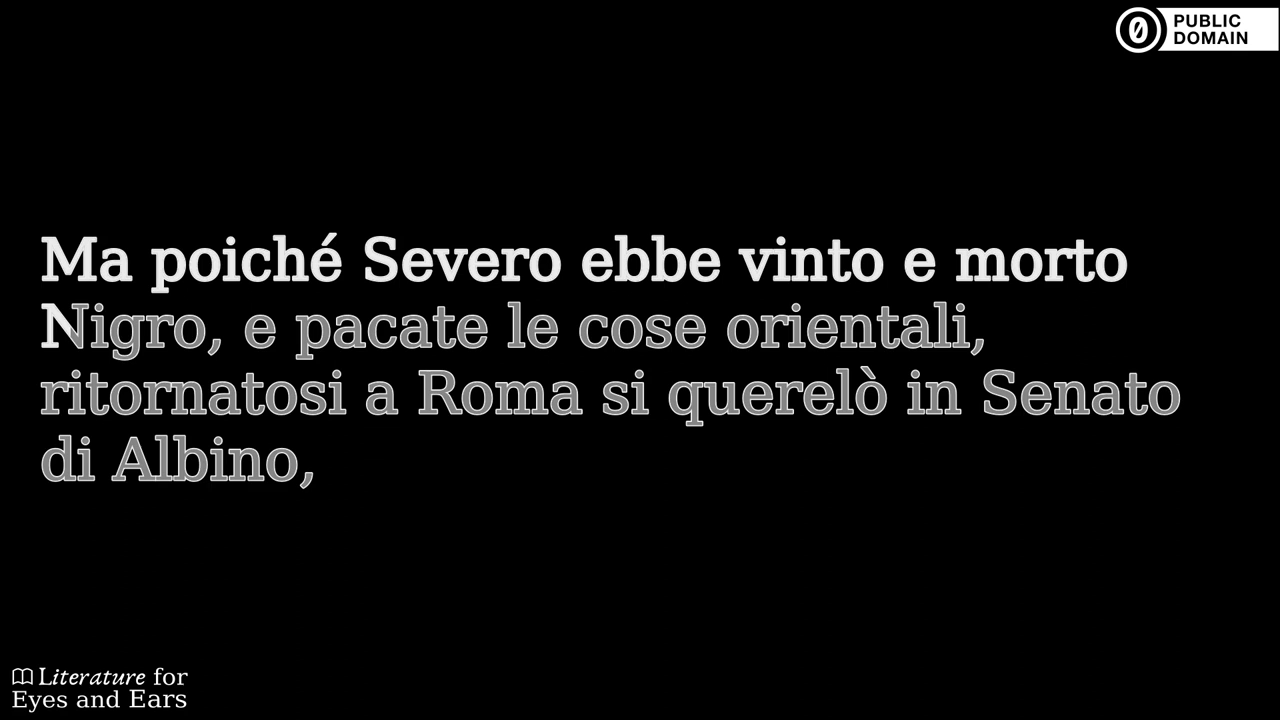 PUBLIC
DOMAIN
Ma poiché Severo ebbe vinto e morto
Nigro, e pacate le cose orientali,
ritornatosi a Roma si querelò in Senato
di Albino,
Literature for
Eyes and Ears